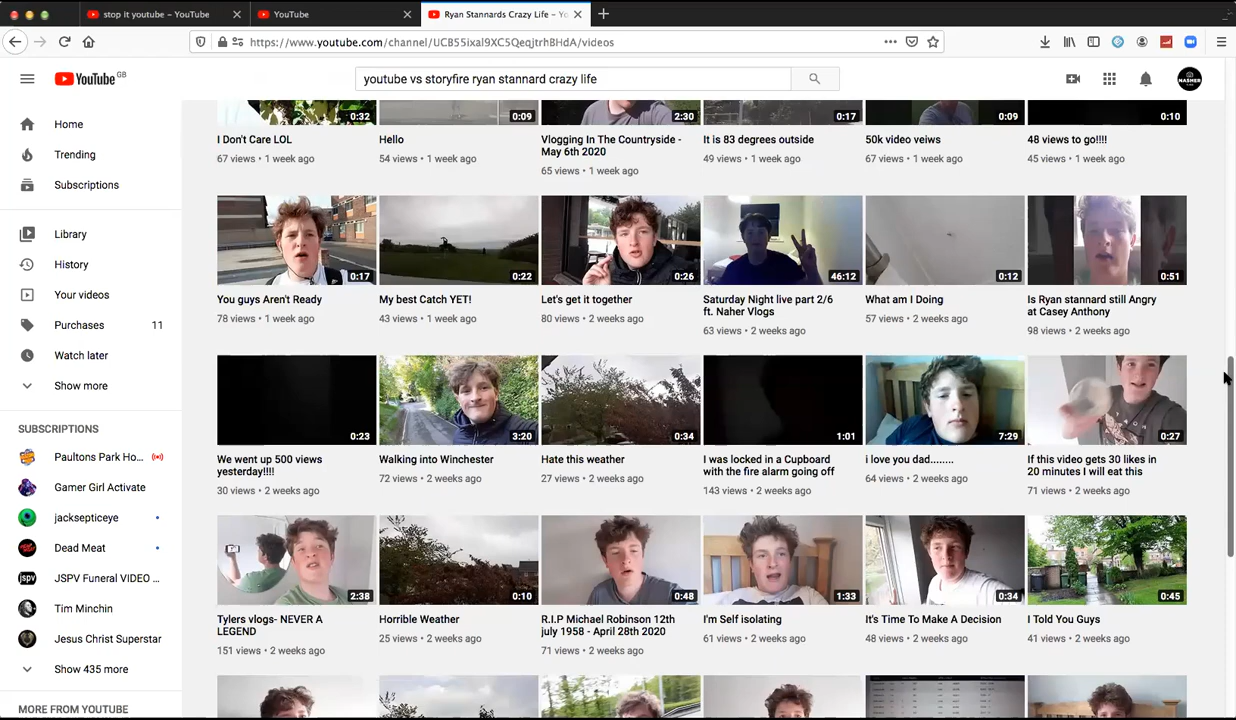 stop it youtube - YouTube
YouTube
Ryan Stannards Crazy Life - Yo
https://www.youtube.com/channel/UCB55ixal9XC5QeqjtrhBHdA/videos
YouTube GB
youtube vs storyfire ryan stannard crazy life
Home
Trending
Subscriptions
Library
History
Your videos
Purchases 11
Watch later
Show more
SUBSCRIPTIONS
Paultons Park Ho...
Gamer Girl Activate
jacksepticeye
Dead Meat
JSPV Funeral VIDEO ...
Tim Minchin
Jesus Christ Superstar
Show 435 more
MORE FROM YOUTUBE
0:32
0:09
2:30
0:17
0:09
0:10
I Don't Care LOL
67 views • 1 week ago
Hello
54 views • 1 week ago
Vlogging In The Countryside -
May 6th 2020
65 views • 1 week ago
It is 83 degrees outside
49 views • 1 week ago
50k video veiws
67 views • 1 week ago
48 views to go!!!!
45 views • 1 week ago
0:17
0:22
0:26
46:12
0:12
0:51
You guys Aren't Ready
78 views • 1 week ago
My best Catch YET!
43 views • 1 week ago
Let's get it together
80 views • 2 weeks ago
Saturday Night live part 2/6
ft. Naher Vlogs
63 views • 2 weeks ago
What am I Doing
57 views • 2 weeks ago
Is Ryan stannard still Angry
at Casey Anthony
98 views • 2 weeks ago
0:23
3:20
0:34
1:01
7:29
0:27
We went up 500 views
yesterday!!!!
30 views • 2 weeks ago
Walking into Winchester
72 views • 2 weeks ago
Hate this weather
27 views • 2 weeks ago
I was locked in a Cupboard
with the fire alarm going off
143 views • 2 weeks ago
i love you dad........
64 views • 2 weeks ago
If this video gets 30 likes in
20 minutes I will eat this
71 views • 2 weeks ago
2:38
0:10
0:48
1:33
0:34
0:45
Tylers vlogs- NEVER A
LEGEND
151 views • 2 weeks ago
Horrible Weather
25 views • 2 weeks ago
R.I.P Michael Robinson 12th
july 1958 - April 28th 2020
71 views • 2 weeks ago
I'm Self isolating
61 views • 2 weeks ago
It's Time To Make A Decision
48 views • 2 weeks ago
I Told You Guys
41 views • 2 weeks ago